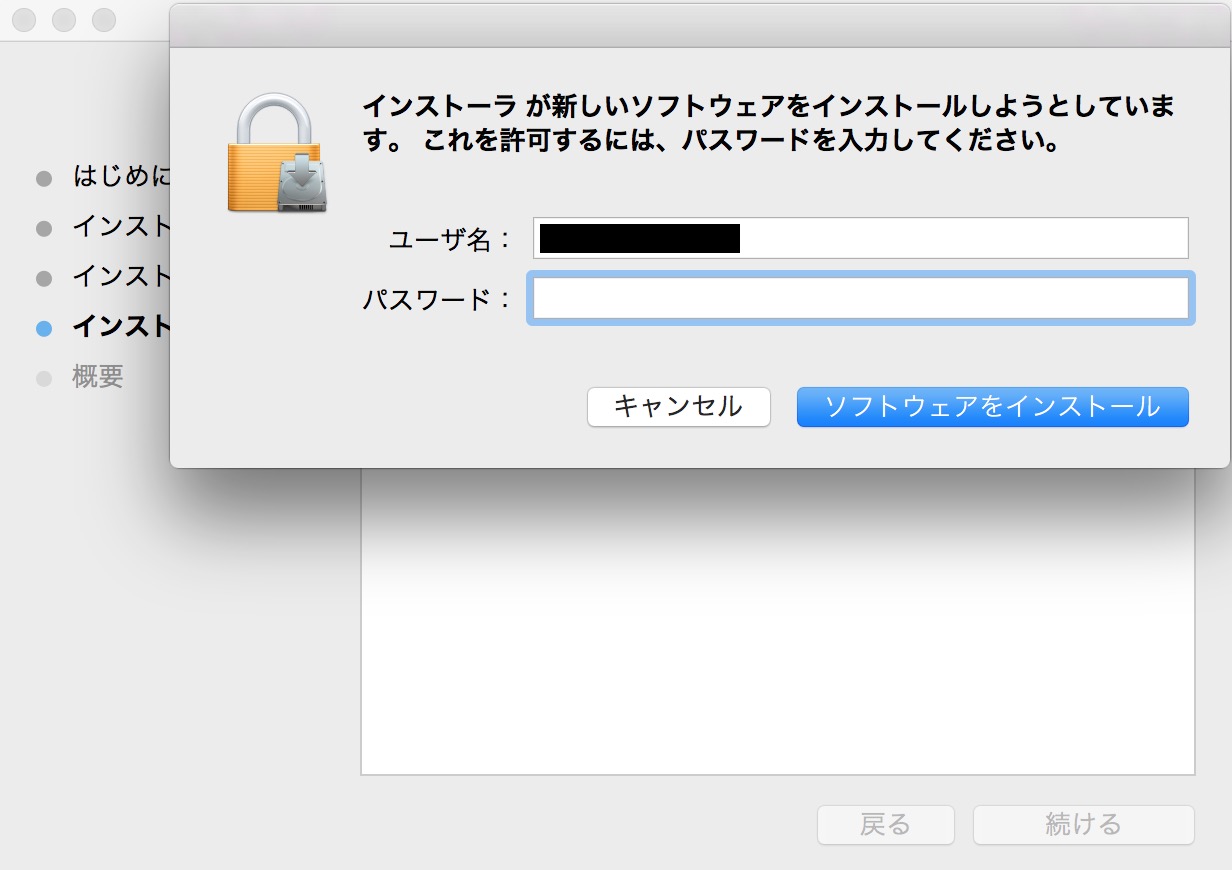 インストーラ が新しいソフトウェアをインストールしようとしていま
す。 これを許可するには、パスワードを入力してください。
ユーザ名：
パスワード：
キャンセル
ソフトウェアをインストール
はじめに
インスト
インスト
インスト
概要
戻る
続ける